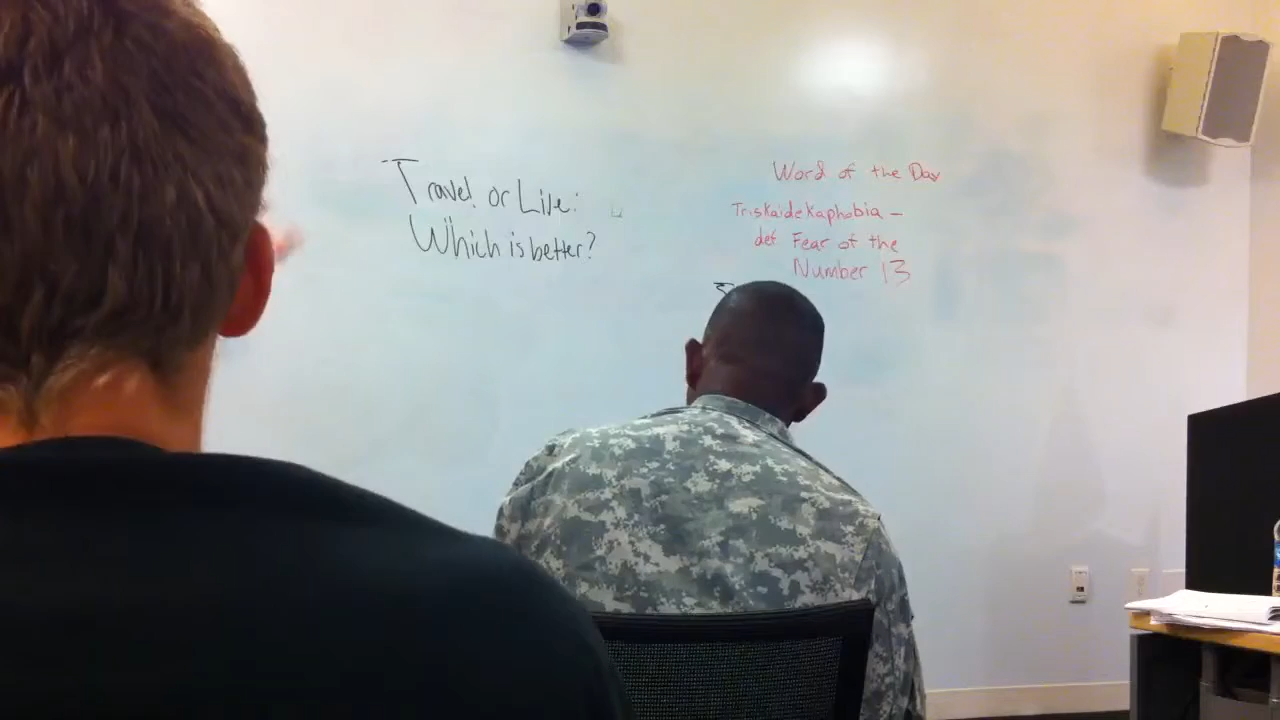 Travel or Live:
Which is better?
Word of the Day
Triskaidekaphobia -
def Fear of the
Number 13